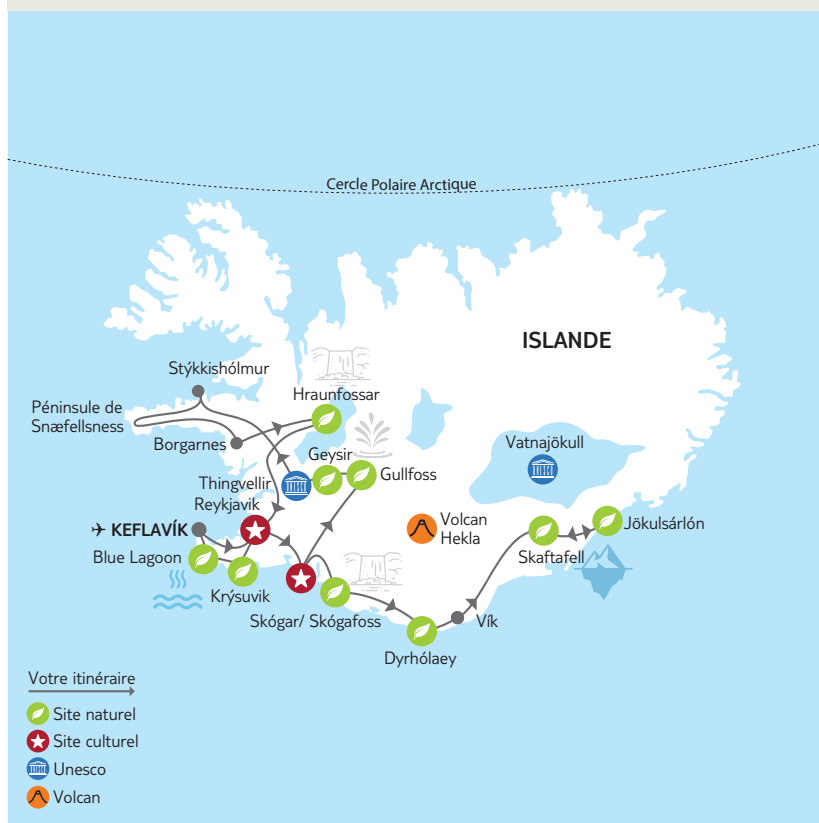 Cercle Polaire Arctique
ISLANDE
Stýkkishólmur
Hraunfossar
Péninsule de
Snæfellsness
Borgarnes
Geysir
Gullfoss
Vatnajökull
Thingvellir
Reykjavik
KEFLAVÍK
Volcan
Hekla
Jökulsárlón
Blue Lagoon
Skaftafell
Krýsuvik
Skógar/ Skógafoss
Vík
Dyrhólaey
Votre itinéraire
Site naturel
Site culturel
Unesco
Volcan